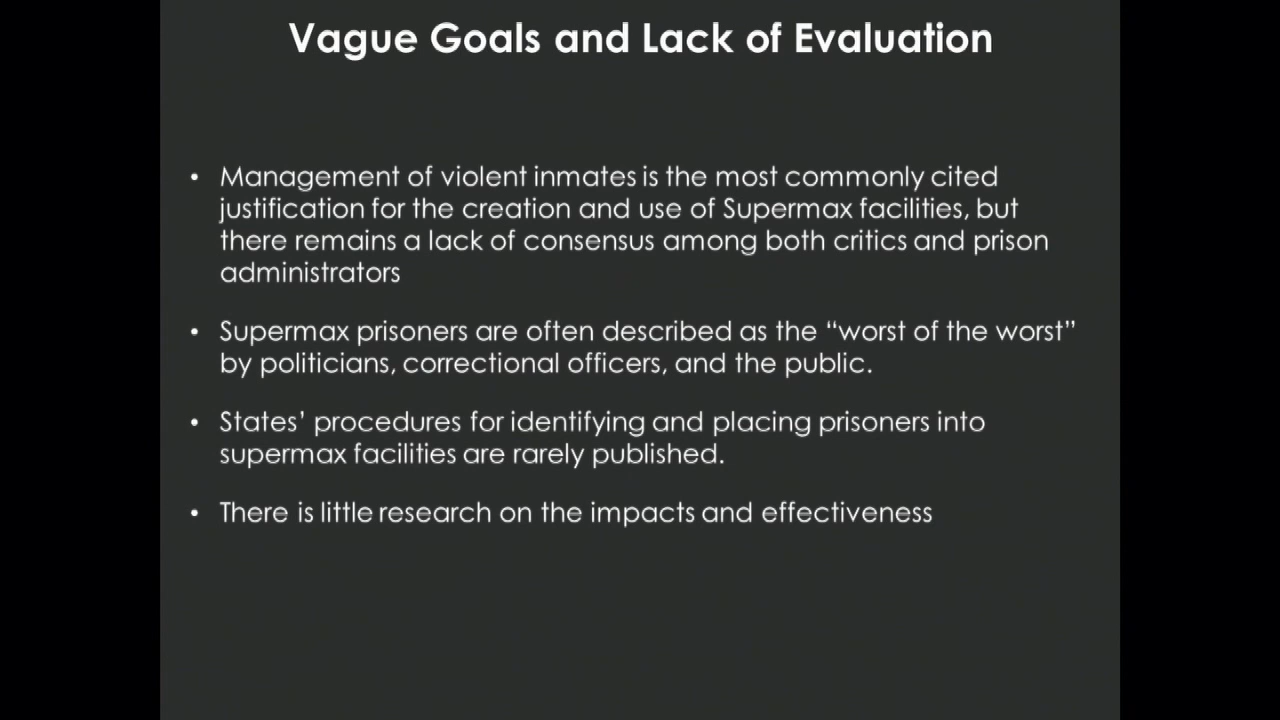 Vague Goals and Lack of Evaluation
• Management of violent inmates is the most commonly cited
justification for the creation and use of Supermax facilities, but
there remains a lack of consensus among both critics and prison
administrators
• Supermax prisoners are often described as the “worst of the worst”
by politicians, correctional officers, and the public.
• States’ procedures for identifying and placing prisoners into
supermax facilities are rarely published.
• There is little research on the impacts and effectiveness